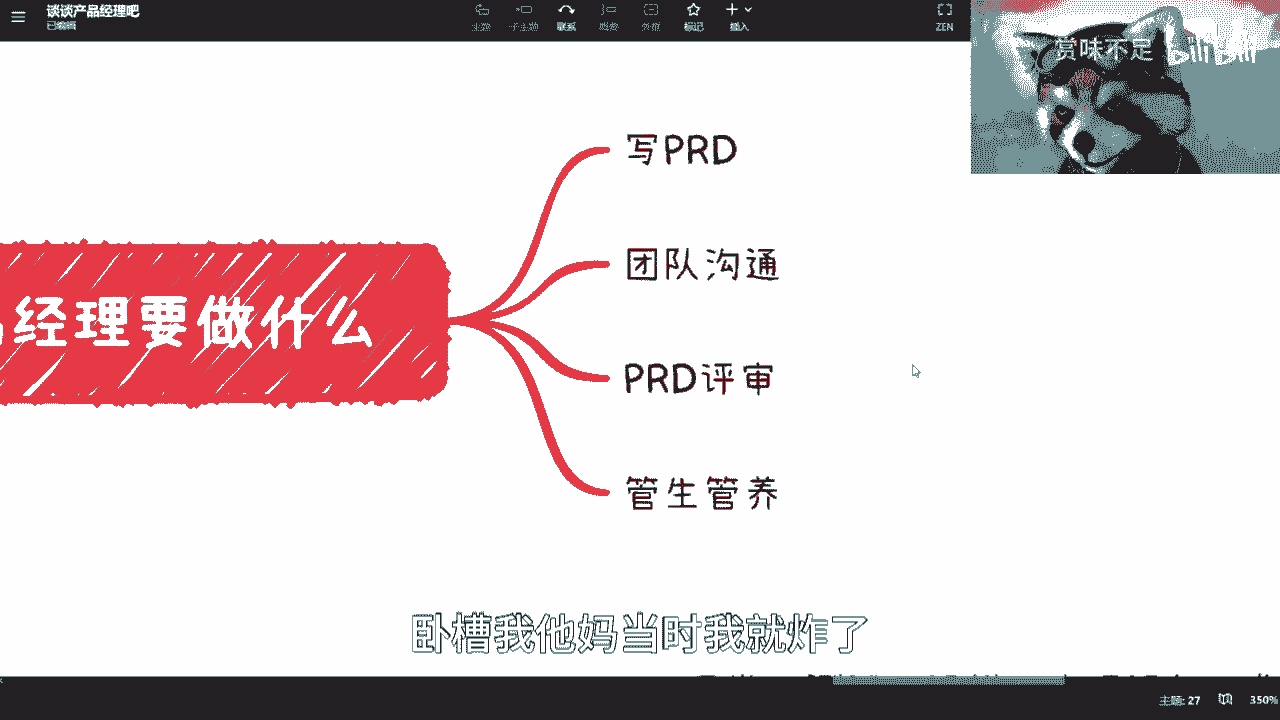 谈谈产品经理吧
已编辑
主题
子主题
联系
概要
外框
标记
插入
ZEN
赏味不足
bilibili
写PRD
团队沟通
经理要做什么
PRD评审
管生管养
卧槽我他妈当时我就炸了
主题: 27
350%